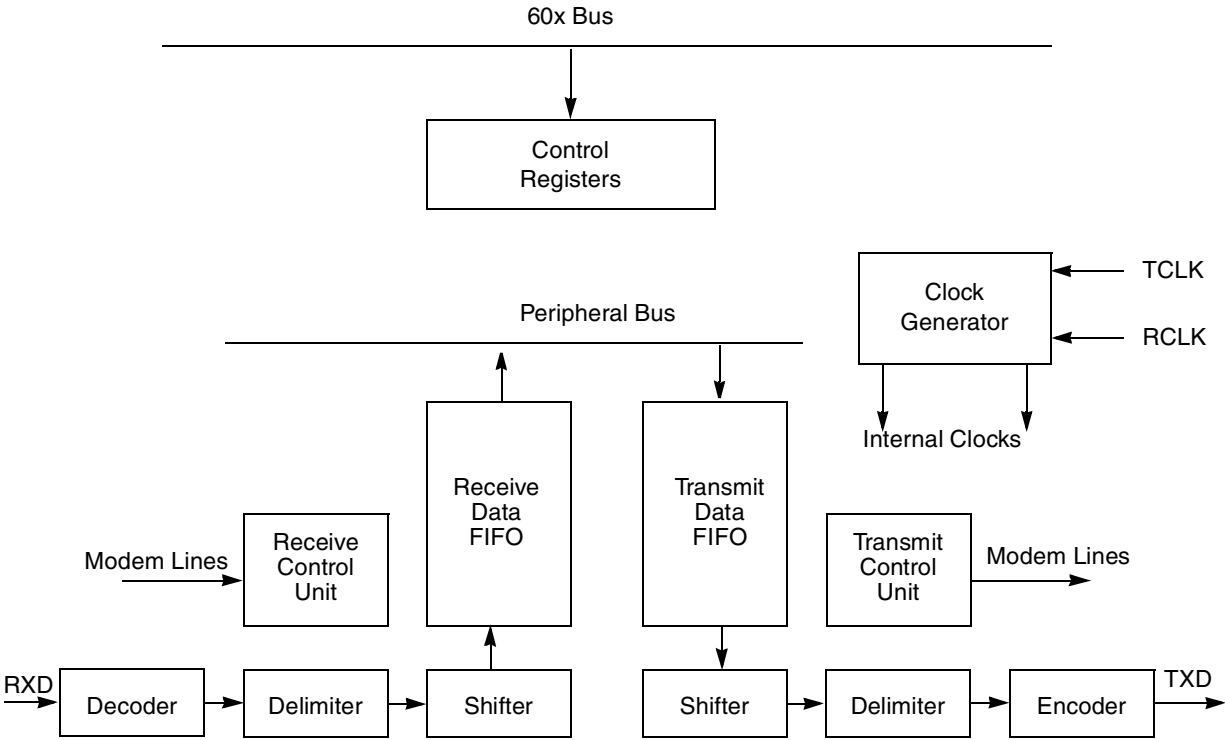 60x Bus
Control
Registers
TCLK
Clock
Generator
RCLK
Peripheral Bus
Internal Clocks
Receive
Data
FIFO
Transmit
Data
FIFO
Modem Lines
Receive
Control
Unit
Transmit
Control
Unit
Modem Lines
RXD
Decoder
Delimiter
Shifter
Shifter
Delimiter
Encoder
TXD